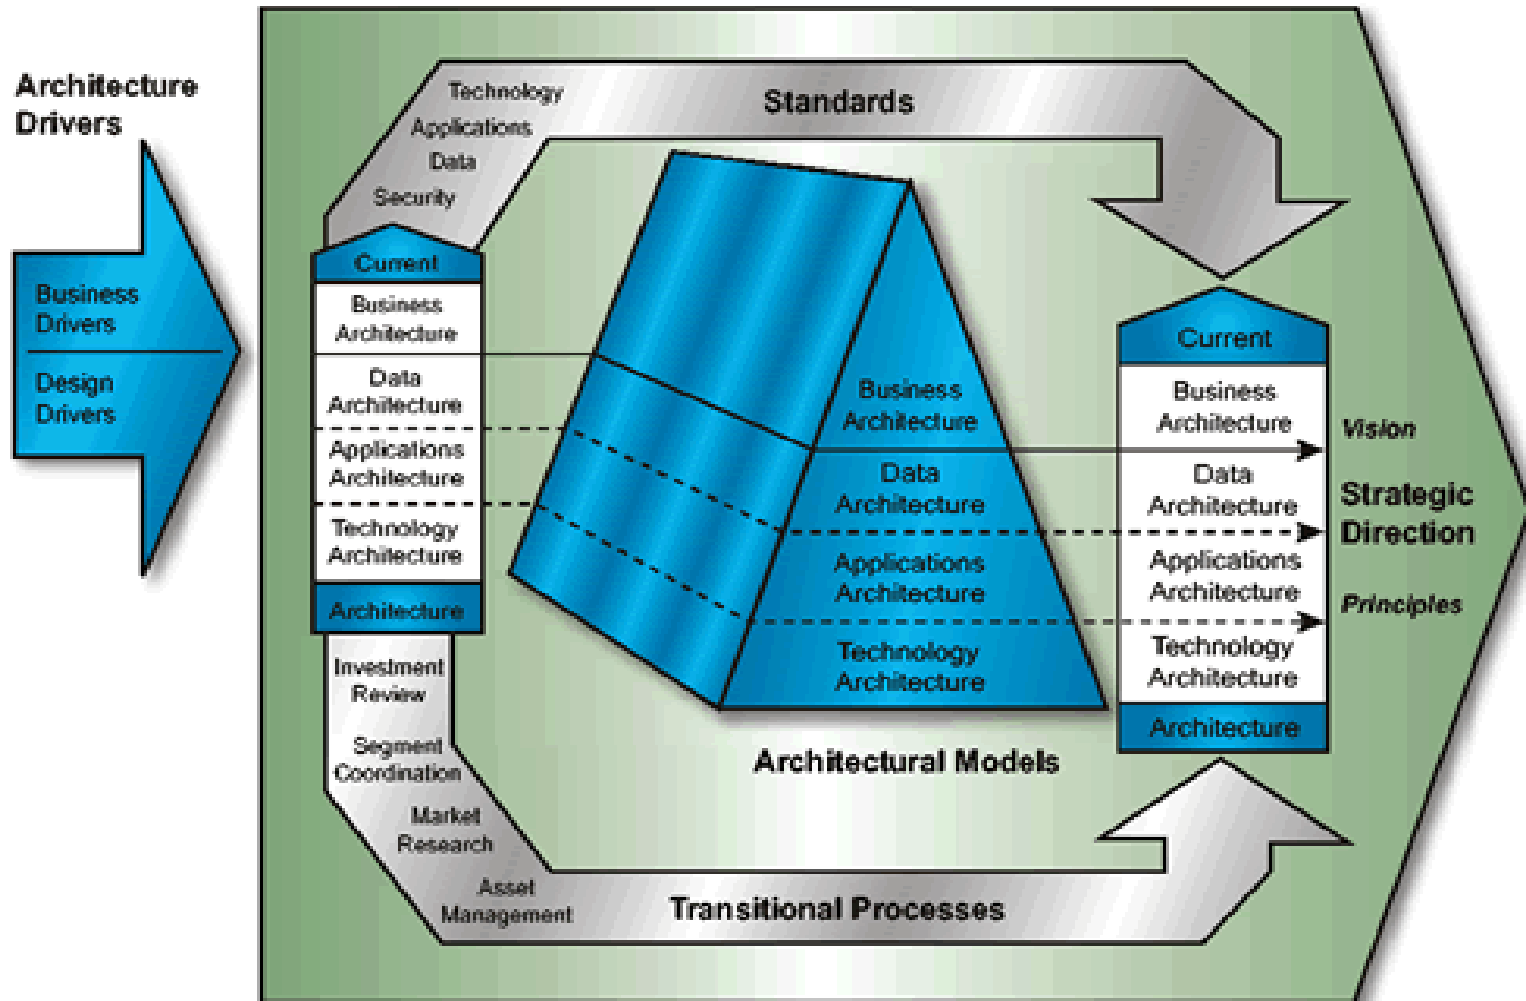 Architecture
Drivers
Business
Drivers
Design
Drivers
Technology
Applications
Data
Security
Standards
Current
Business
Architecture
Data
Architecture
Applications
Architecture
Technology
Architecture
Architecture
Investment
Review
Segment
Coordination
Market
Research
Asset
Management
Transitional Processes
Business
Architecture
Data
Architecture
Applications
Architecture
Technology
Architecture
Architectural Models
Current
Business
Architecture
Data
Architecture
Applications
Architecture
Technology
Architecture
Architecture
Vision
Strategic
Direction
Principles